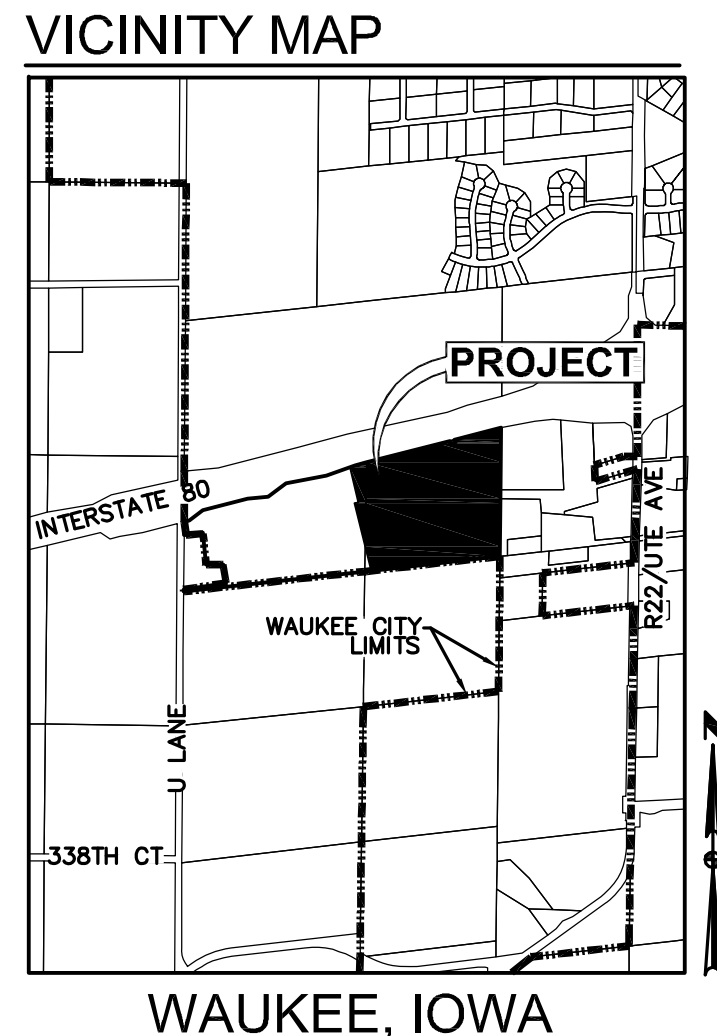 VICINITY MAP
PROJECT
INTERSTATE 80
R22/UTE AVE
WAUKEE CITY
LIMITS
U LANE
338TH CT
N
WAUKEE, IOWA